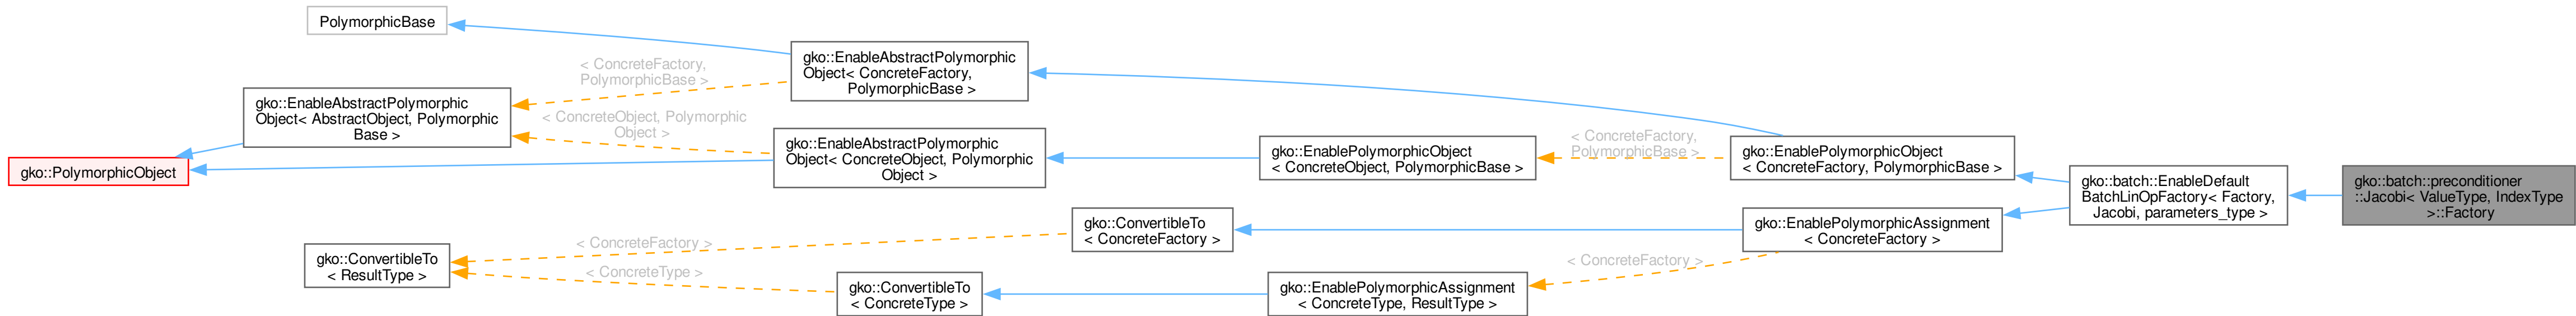 PolymorphicBase
gko::EnableAbstractPolymorphic
Object< ConcreteFactory,
PolymorphicBase >
< ConcreteFactory,
PolymorphicBase >
gko::EnableAbstractPolymorphic
Object< AbstractObject, Polymorphic
Base >
< ConcreteObject, Polymorphic
Object >
gko::PolymorphicObject
gko::EnableAbstractPolymorphic
Object< ConcreteObject, Polymorphic
Object >
gko::EnablePolymorphicObject
< ConcreteObject, PolymorphicBase >
< ConcreteFactory,
PolymorphicBase >
gko::EnablePolymorphicObject
< ConcreteFactory, PolymorphicBase >
gko::batch::EnableDefault
BatchLinOpFactory< Factory,
Jacobi, parameters_type >
gko::batch::preconditioner
::Jacobi< ValueType, IndexType
>::Factory
gko::ConvertibleTo
< ConcreteFactory >
gko::EnablePolymorphicAssignment
< ConcreteFactory >
< ConcreteFactory >
gko::ConvertibleTo
< ResultType >
< ConcreteType >
gko::ConvertibleTo
< ConcreteType >
gko::EnablePolymorphicAssignment
< ConcreteType, ResultType >
< ConcreteFactory >